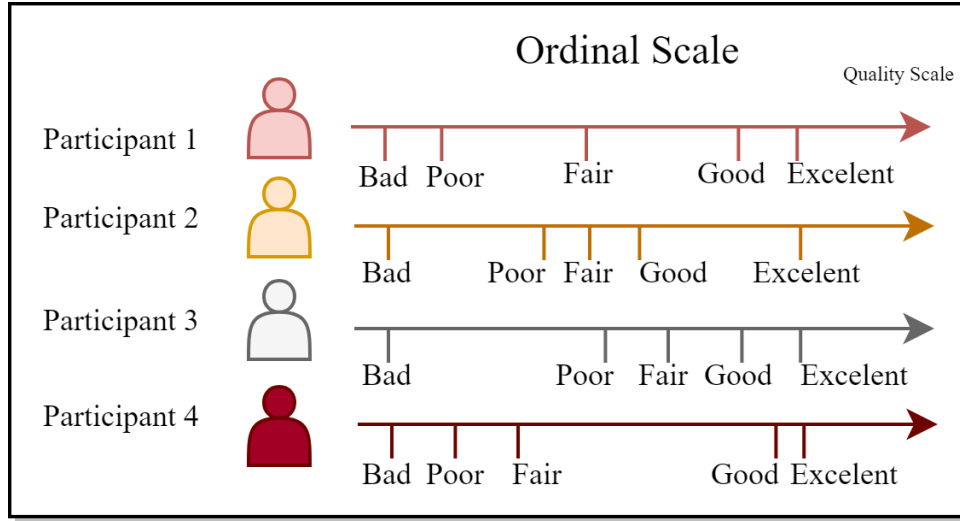 Ordinal Scale
Quality Scale
Participant 1
Bad Poor Fair Good Excelent
Participant 2
Bad Poor Fair Good Excelent
Participant 3
Bad Poor Fair Good Excelent
Participant 4
Bad Poor Fair Good Excelent